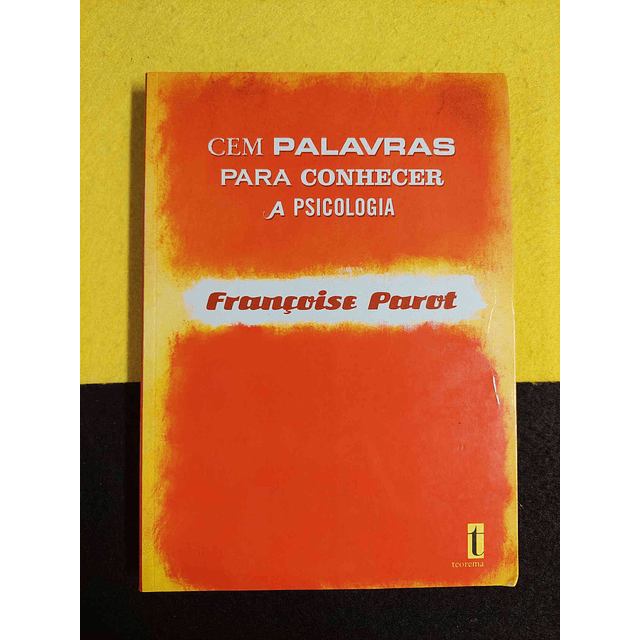 CEM PALAVRAS
PARA CONHECER
A PSICOLOGIA
Françoise Parot
t
teorema